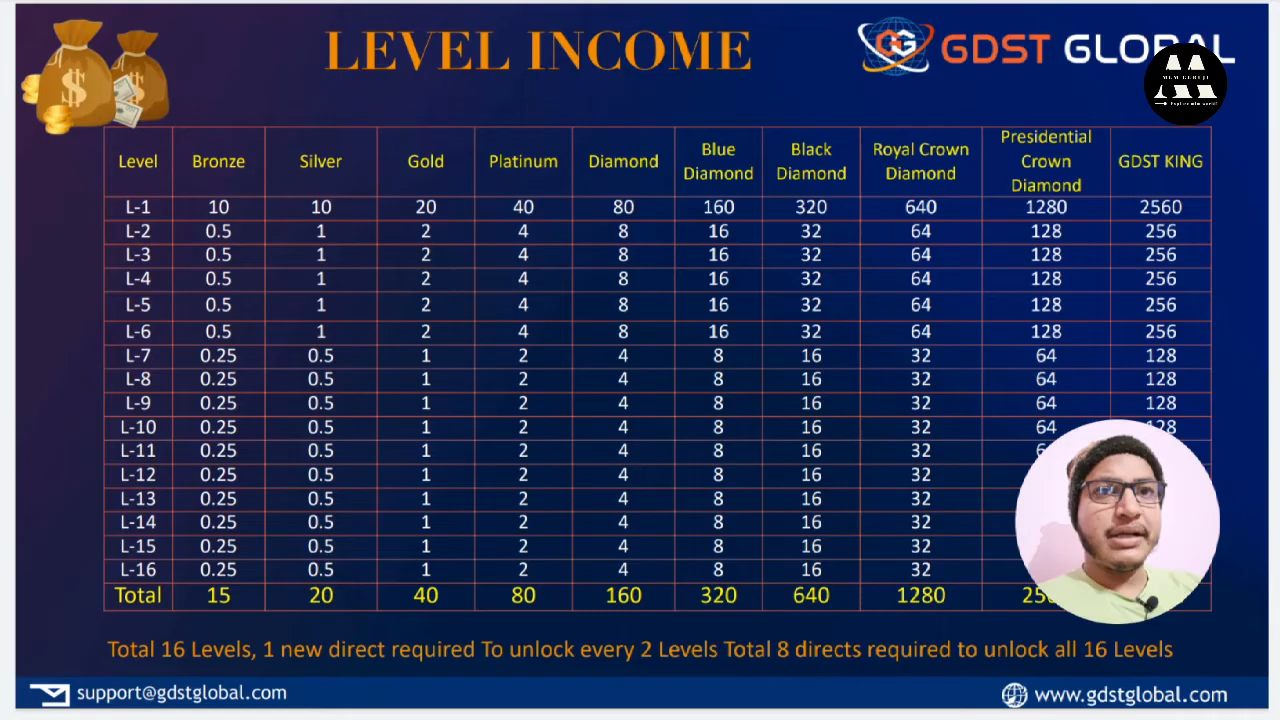 LEVEL INCOME
GDST GLOBAL
MLM GURUJI
Explore mlm world!
Level Bronze Silver Gold Platinum Diamond Blue Diamond Black Diamond Royal Crown Diamond Presidential Crown Diamond GDST KING
L-1 10 10 20 40 80 160 320 640 1280 2560
L-2 0.5 1 2 4 8 16 32 64 128 256
L-3 0.5 1 2 4 8 16 32 64 128 256
L-4 0.5 1 2 4 8 16 32 64 128 256
L-5 0.5 1 2 4 8 16 32 64 128 256
L-6 0.5 1 2 4 8 16 32 64 128 256
L-7 0.25 0.5 1 2 4 8 16 32 64 128
L-8 0.25 0.5 1 2 4 8 16 32 64 128
L-9 0.25 0.5 1 2 4 8 16 32 64 128
L-10 0.25 0.5 1 2 4 8 16 32 64
L-11 0.25 0.5 1 2 4 8 16 32
L-12 0.25 0.5 1 2 4 8 16 32
L-13 0.25 0.5 1 2 4 8 16 32
L-14 0.25 0.5 1 2 4 8 16 32
L-15 0.25 0.5 1 2 4 8 16 32
L-16 0.25 0.5 1 2 4 8 16 32
Total 15 20 40 80 160 320 640 1280
Total 16 Levels, 1 new direct required To unlock every 2 Levels Total 8 directs required to unlock all 16 Levels
support@gdstglobal.com
www.gdstglobal.com